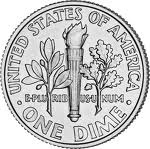 UNITED STATES OF AMERICA
E·PLURIBUS·UNUM
· ONE DIME ·